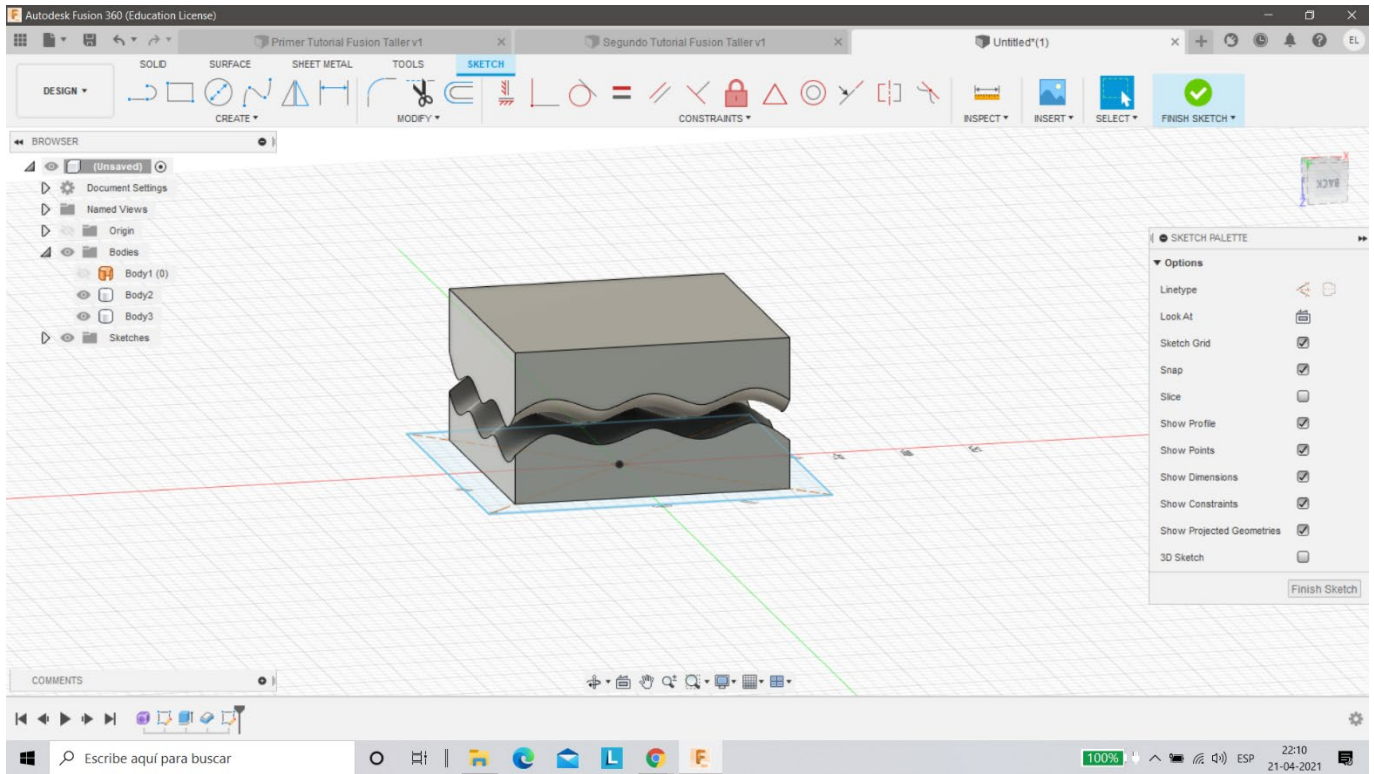 Autodesk Fusion 360 (Education License)
Primer Tutorial Fusion Taller v1
Segundo Tutorial Fusion Taller v1
Untitled*(1)
EL
SOLID SURFACE SHEET METAL TOOLS SKETCH
DESIGN
CREATE MODIFY CONSTRAINTS INSPECT INSERT SELECT FINISH SKETCH
BROWSER
(Unsaved)
Document Settings
Named Views
Origin
Bodies
Body1 (0)
Body2
Body3
Sketches
X
Z
BACK
SKETCH PALETTE
Options
Linetype
Look At
Sketch Grid
Snap
Slice
Show Profile
Show Points
Show Dimensions
Show Constraints
Show Projected Geometries
3D Sketch
Finish Sketch
COMMENTS
Escribe aquí para buscar
100%
ESP
22:10
21-04-2021